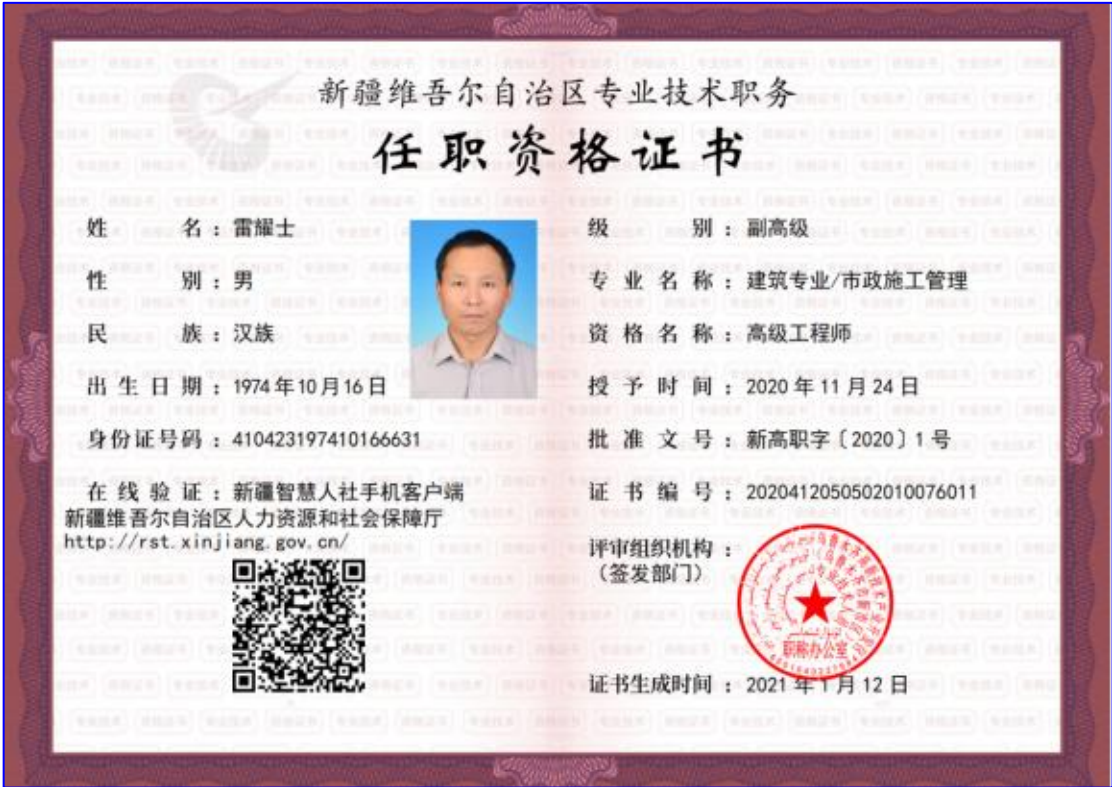 新疆维吾尔自治区专业技术职务
任职资格证书
姓名：雷耀士
性别：男
民族：汉族
出生日期：1974年10月16日
身份证号码：410423197410166631
在线验证：新疆智慧人社手机客户端
新疆维吾尔自治区人力资源和社会保障厅
http://rst.xinjiang.gov.cn/
级别：副高级
专业名称：建筑专业/市政施工管理
资格名称：高级工程师
授予时间：2020年11月24日
批准文号：新高职字〔2020〕1号
证书编号：2020412050502010076011
评审组织机构：
（签发部门）
职称办公室
证书生成时间：2021年1月12日